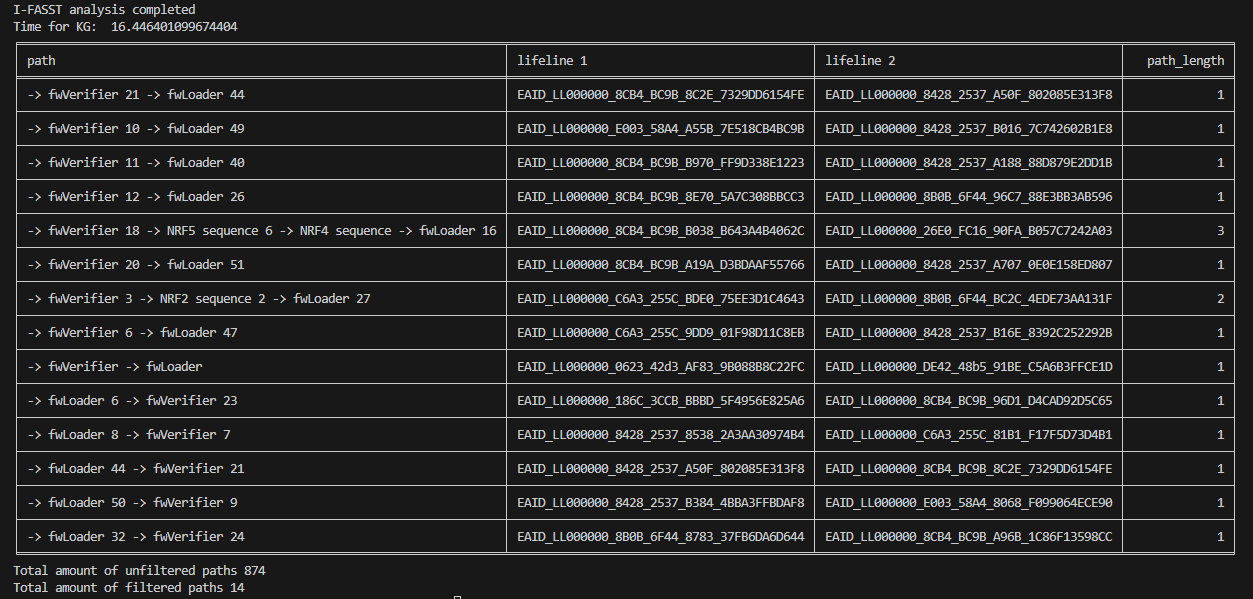 I-FASST analysis completed
Time for KG:  16.446401099674404
path lifeline 1 lifeline 2 path_length
-> fwVerifier 21 -> fwLoader 44 EAID_LL000000_8CB4_BC9B_8C2E_7329DD6154FE EAID_LL000000_8428_2537_A50F_802085E313F8 1
-> fwVerifier 10 -> fwLoader 49 EAID_LL000000_E003_58A4_A55B_7E518CB4BC9B EAID_LL000000_8428_2537_B016_7C742602B1E8 1
-> fwVerifier 11 -> fwLoader 40 EAID_LL000000_8CB4_BC9B_B970_FF9D338E1223 EAID_LL000000_8428_2537_A188_88D879E2DD1B 1
-> fwVerifier 12 -> fwLoader 26 EAID_LL000000_8CB4_BC9B_8E70_5A7C308BBCC3 EAID_LL000000_8B0B_6F44_96C7_88E3BB3AB596 1
-> fwVerifier 18 -> NRF5 sequence 6 -> NRF4 sequence -> fwLoader 16 EAID_LL000000_8CB4_BC9B_B038_B643A4B4062C EAID_LL000000_26E0_FC16_90FA_B057C7242A03 3
-> fwVerifier 20 -> fwLoader 51 EAID_LL000000_8CB4_BC9B_A19A_D3BDAAF55766 EAID_LL000000_8428_2537_A707_0E0E158ED807 1
-> fwVerifier 3 -> NRF2 sequence 2 -> fwLoader 27 EAID_LL000000_C6A3_255C_BDE0_75EE3D1C4643 EAID_LL000000_8B0B_6F44_BC2C_4EDE73AA131F 2
-> fwVerifier 6 -> fwLoader 47 EAID_LL000000_C6A3_255C_9DD9_01F98D11C8EB EAID_LL000000_8428_2537_B16E_8392C252292B 1
-> fwVerifier -> fwLoader EAID_LL000000_0623_42d3_AF83_9B088B8C22FC EAID_LL000000_DE42_48b5_91BE_C5A6B3FFCE1D 1
-> fwLoader 6 -> fwVerifier 23 EAID_LL000000_186C_3CCB_BBBD_5F4956E825A6 EAID_LL000000_8CB4_BC9B_96D1_D4CAD92D5C65 1
-> fwLoader 8 -> fwVerifier 7 EAID_LL000000_8428_2537_8538_2A3AA30974B4 EAID_LL000000_C6A3_255C_81B1_F17F5D73D4B1 1
-> fwLoader 44 -> fwVerifier 21 EAID_LL000000_8428_2537_A50F_802085E313F8 EAID_LL000000_8CB4_BC9B_8C2E_7329DD6154FE 1
-> fwLoader 50 -> fwVerifier 9 EAID_LL000000_8428_2537_B384_4BBA3FFBDAF8 EAID_LL000000_E003_58A4_8068_F099064ECE90 1
-> fwLoader 32 -> fwVerifier 24 EAID_LL000000_8B0B_6F44_8783_37FB6DA6D644 EAID_LL000000_8CB4_BC9B_A96B_1C86F13598CC 1
Total amount of unfiltered paths 874
Total amount of filtered paths 14